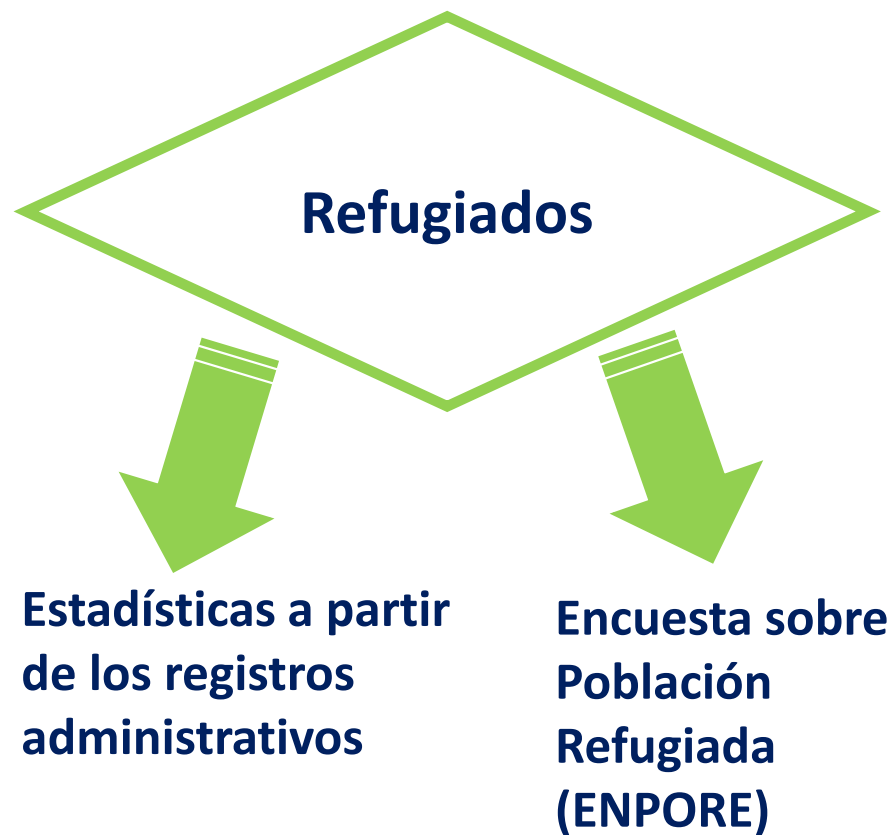 Refugiados
Estadísticas a partir
de los registros
administrativos
Encuesta sobre
Población
Refugiada
(ENPORE)